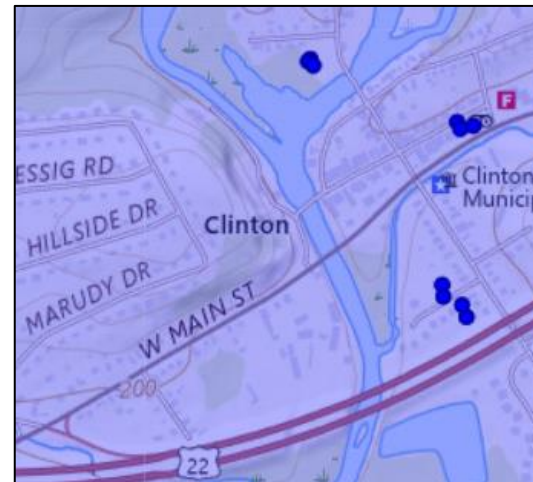 F
ESSIG RD
Clinton
Municip
HILLSIDE DR
Clinton
MARUDY DR
W MAIN ST
200
22